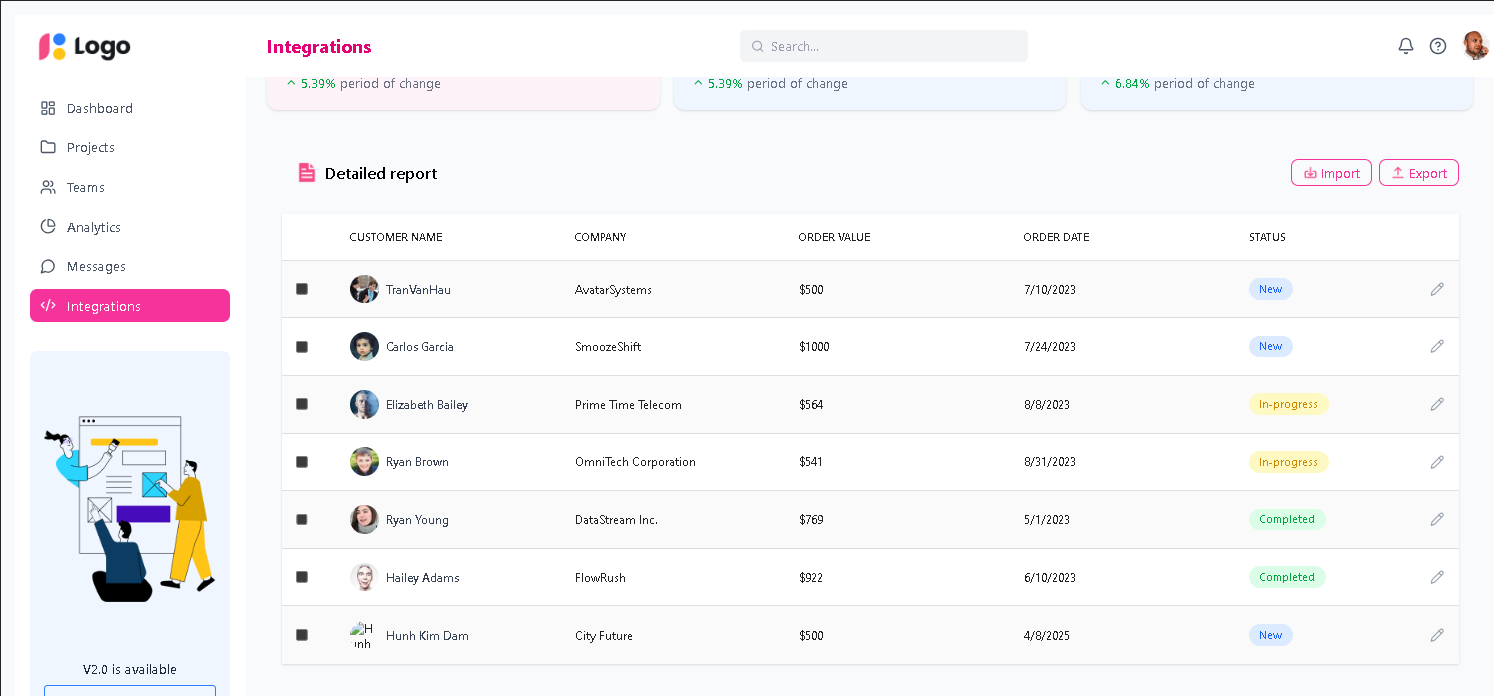 Logo
Integrations
Search...
Dashboard
Projects
Teams
Analytics
Messages
Integrations
V2.0 is available
5.39% period of change
5.39% period of change
6.84% period of change
Detailed report
Import
Export
CUSTOMER NAME COMPANY ORDER VALUE ORDER DATE STATUS
TranVanHau AvatarSystems $500 7/10/2023 New
Carlos Garcia SmoozeShift $1000 7/24/2023 New
Elizabeth Bailey Prime Time Telecom $564 8/8/2023 In-progress
Ryan Brown OmniTech Corporation $541 8/31/2023 In-progress
Ryan Young DataStream Inc. $769 5/1/2023 Completed
Hailey Adams FlowRush $922 6/10/2023 Completed
H
unh
Hunh Kim Dam City Future $500 4/8/2025 New